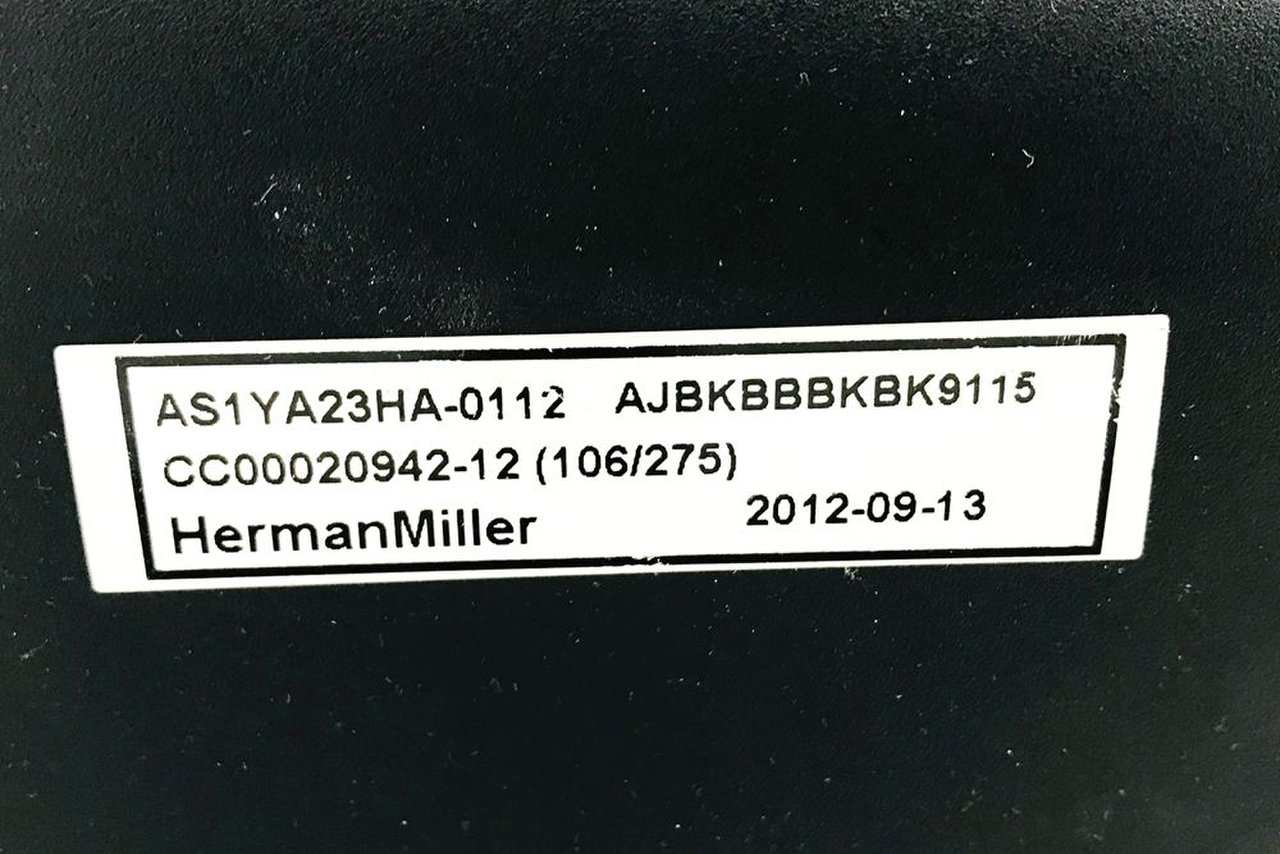 AS1YA23HA-0112 AJBKBBBKBK9115
CC00020942-12 (106/275)
HermanMiller 2012-09-13